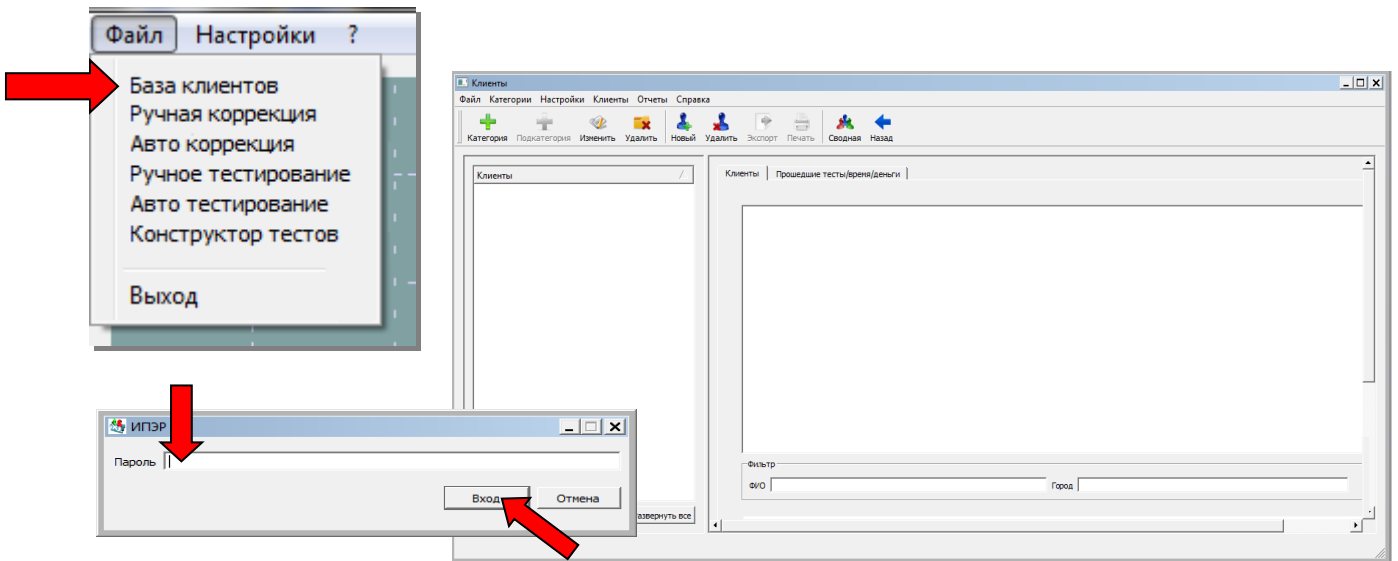 Файл Настройки ?
База клиентов
Ручная коррекция
Авто коррекция
Ручное тестирование
Авто тестирование
Конструктор тестов
Выход
Клиенты
Файл Категории Настройки Клиенты Отчеты Справка
Категория Подкатегория Изменить Удалить Новый Удалить Экспорт Печать Сводная Назад
Клиенты
Клиенты Прошедшие тесты/время/деньги
Фильтр
ФИО Город
азвернуть все
ИПЭР
Пароль
Вход Отмена